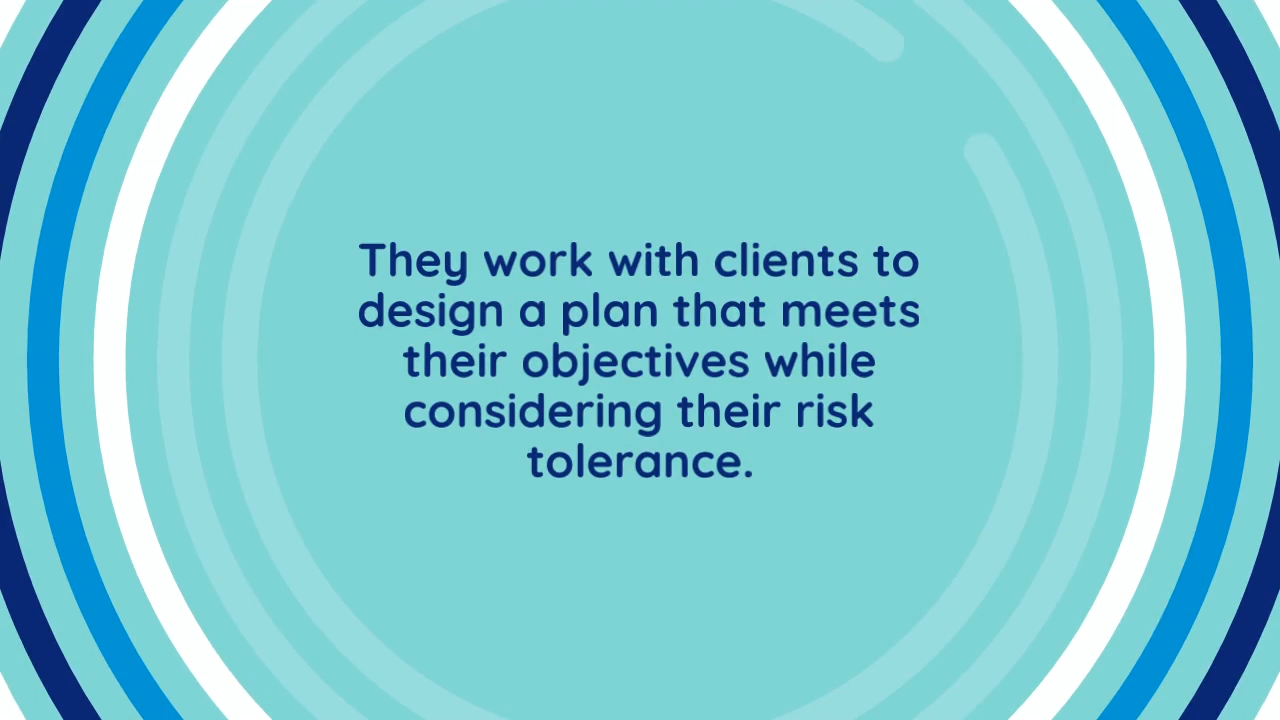 They work with clients to
design a plan that meets
their objectives while
considering their risk
tolerance.